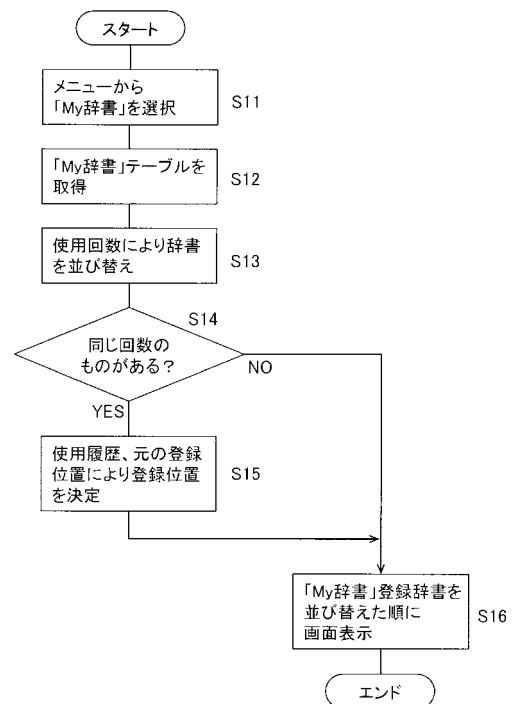 スタート
メニューから
「My辞書」を選択
S11
「My辞書」テーブルを
取得
S12
使用回数により辞書
を並び替え
S13
S14
同じ回数の
ものがある?
NO
YES
使用履歴、元の登録
位置により登録位置
を決定
S15
「My辞書」登録辞書を
並び替えた順に
画面表示
S16
エンド